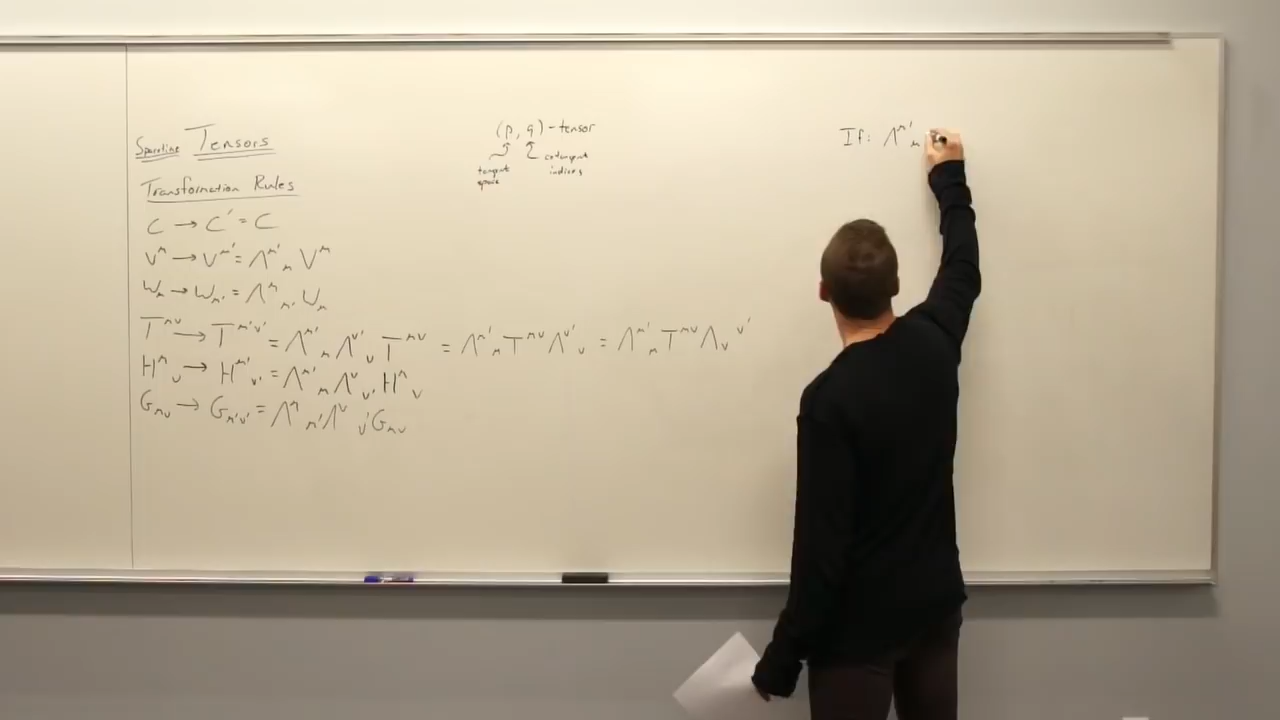 Spacetime Tensors
Transformation Rules
C → C' = C
V^μ → V^μ' = Λ^μ'_μ V^μ
W_μ → W_μ' = Λ^μ_μ' W_μ
T^μν → T^μ'ν' = Λ^μ'_μ Λ^ν'_ν T^μν = Λ^μ'_μ T^μν Λ^ν'_ν = Λ^μ'_μ T^μν Λ_ν^ν'
H^μ_ν → H^μ'_ν' = Λ^μ'_μ Λ^ν_ν' H^μ_ν
G_μν → G_μ'ν' = Λ^μ_μ' Λ^ν_ν' G_μν
(p, q) - tensor
tangent space
cotangent indices
If: Λ^μ'_μ